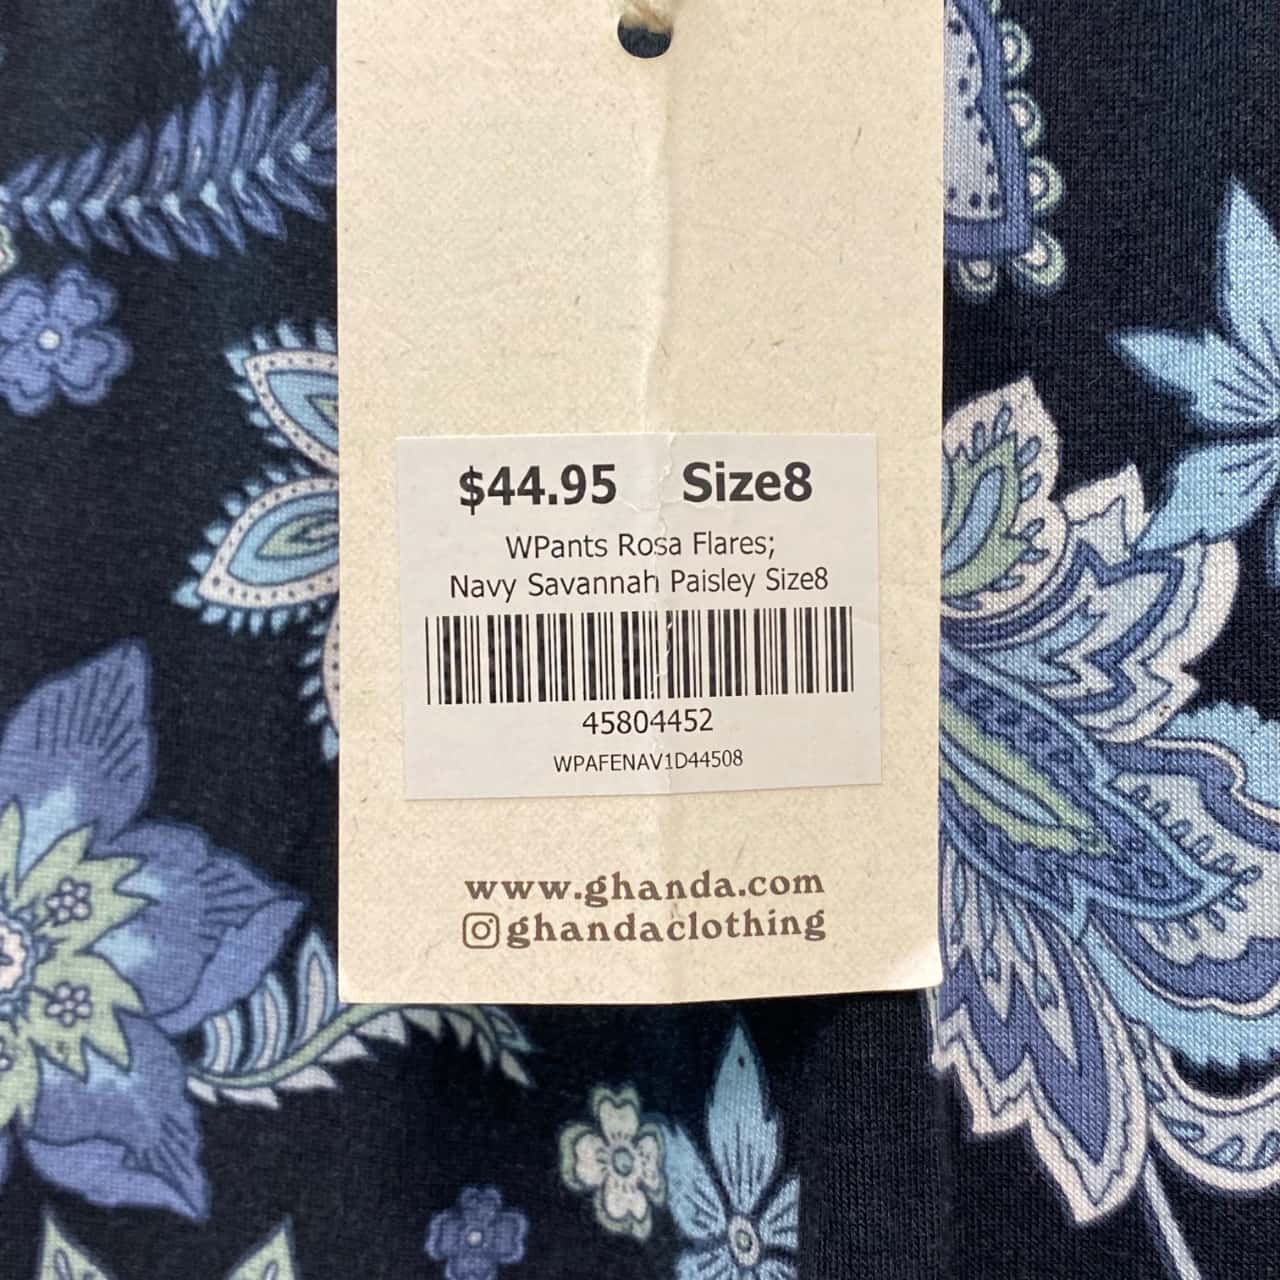 $44.95 Size8
WPants Rosa Flares;
Navy Savannah Paisley Size8
45804452
WPAFENAV1D44508
www.ghanda.com
ghandaclothing